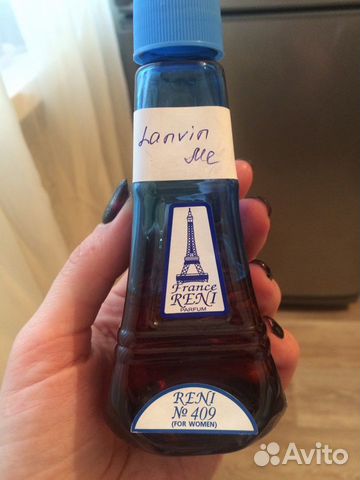 Lanvin
Me
France
RENI
PARFUM
RENI
№ 409
(FOR WOMEN)
Avito